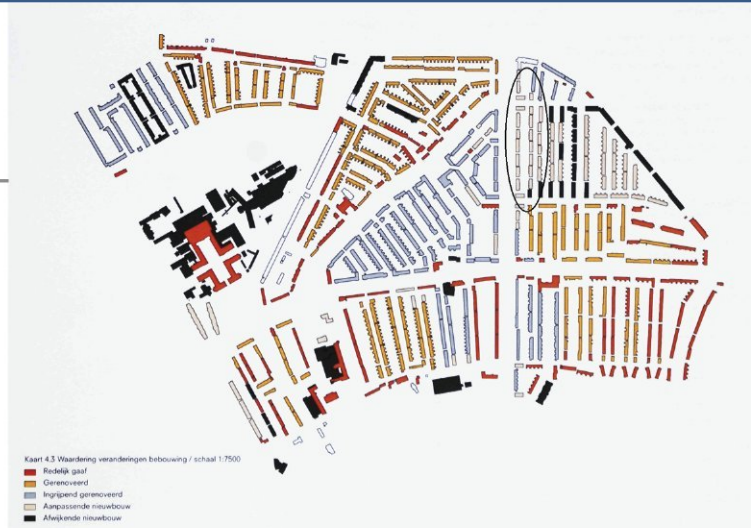 Kaart 4.3 Waardering veranderingen bebouwing / schaal 1:7500
Redelijk gaaf
Gerenoveerd
Ingrijpend gerenoveerd
Aanpassende nieuwbouw
Afwijkende nieuwbouw